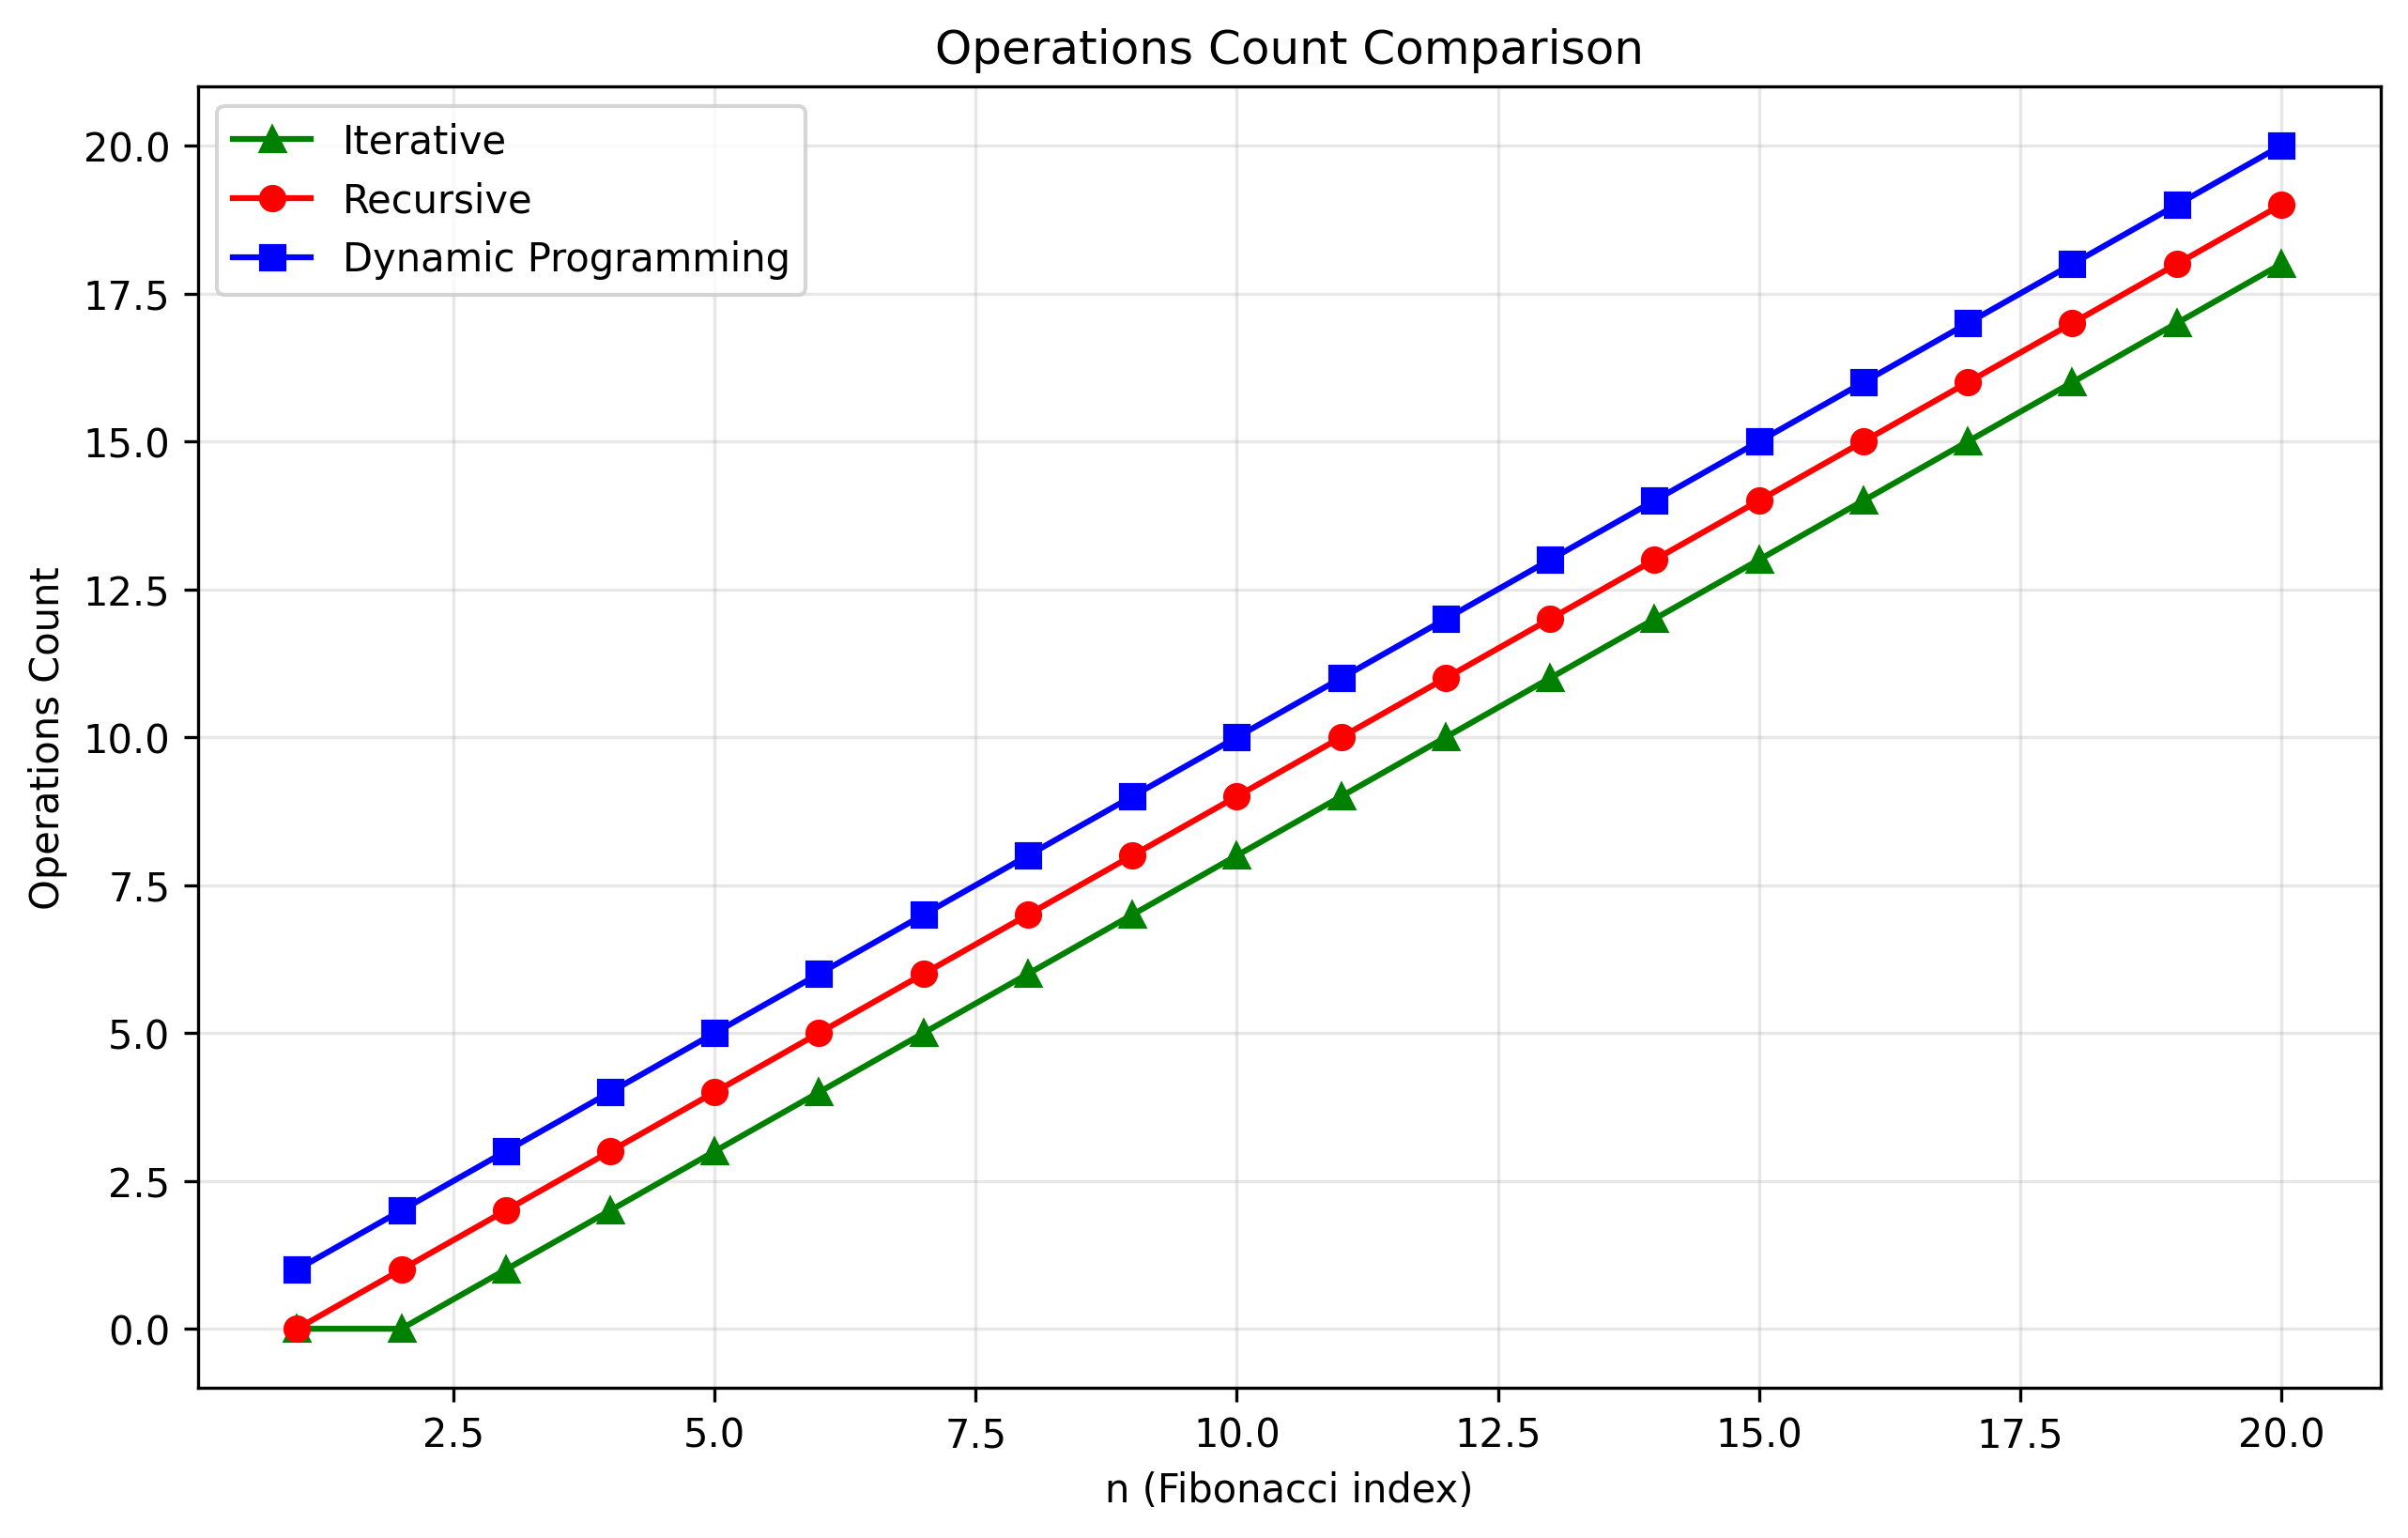 Operations Count Comparison
Iterative
Recursive
Dynamic Programming
20.0
17.5
15.0
12.5
10.0
7.5
5.0
2.5
0.0
Operations Count
2.5 5.0 7.5 10.0 12.5 15.0 17.5 20.0
n (Fibonacci index)